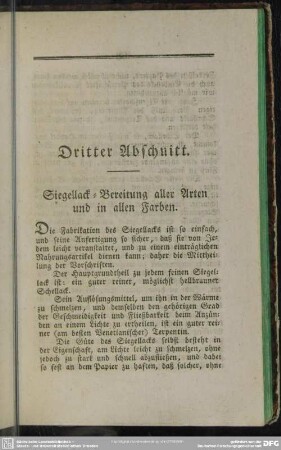 Dritter Abschnitt.
Siegellack-Bereitung aller Arten
und in allen Farben.
Die Fabrikation des Siegellacks ist so einfach,
und seine Anfertigung so sicher, daß sie von Je-
dem leicht veranstaltet, und zu einem einträglichen
Nahrungsartikel dienen kann; daher die Mitthei-
lung der Vorschriften.
Der Hauptgrundtheil zu jedem feinen Siegel-
lack ist: ein guter reiner, möglichst hellbrauner
Schellack.
Sein Auflösungsmittel, um ihn in der Wärme
zu schmelzen, und demselben den gehörigen Grad
der Geschmeidigkeit und Fließbarkeit beim Anzün-
den an einem Lichte zu ertheilen, ist ein guter rei-
ner (am besten Venetianischer) Terpentin.
Die Güte des Siegellacks selbst besteht in
der Eigenschaft, am Lichte leicht zu schmelzen, ohne
jedoch zu stark und schnell abzufließen, und dabei
so fest an dem Papier zu haften, daß solcher, ohne
DFG